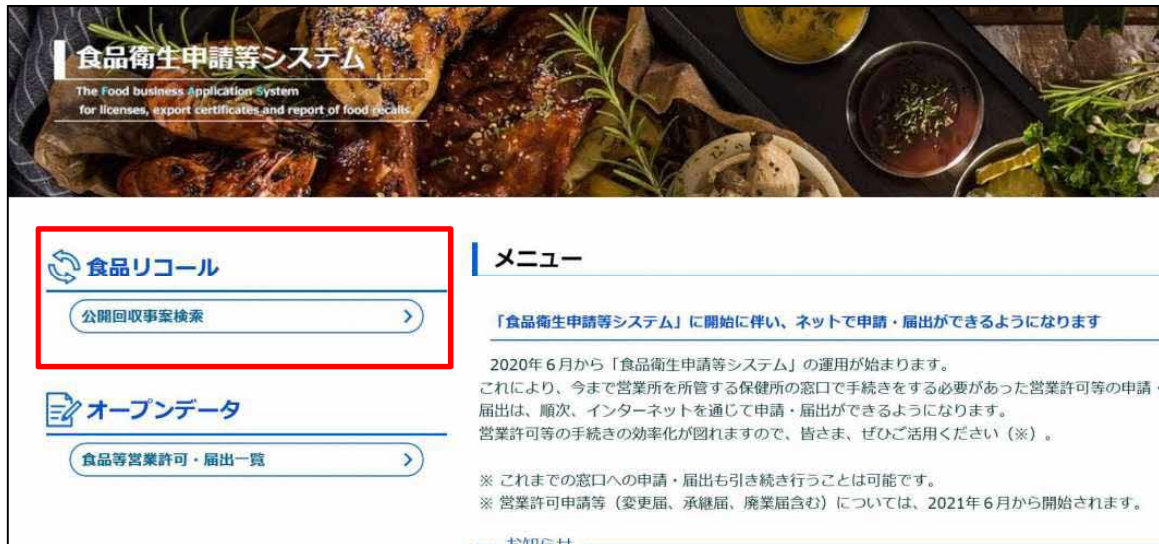 食品衛生申請等システム
The Food business Application System
for licenses, export certificates and report of food recalls.
食品リコール
公開回収事案検索
オープンデータ
食品等営業許可・届出一覧
メニュー
「食品衛生申請等システム」に開始に伴い、ネットで申請・届出ができるようになります
2020年6月から「食品衛生申請等システム」の運用が始まります。
これにより、今まで営業所を所管する保健所の窓口で手続きをする必要があった営業許可等の申請・
届出は、順次、インターネットを通じて申請・届出ができるようになります。
営業許可等の手続きの効率化が図れますので、皆さま、ぜひご活用ください（※）。
※ これまでの窓口への申請・届出も引き続き行うことは可能です。
※ 営業許可申請等（変更届、承継届、廃業届含む）については、2021年6月から開始されます。
お知らせ